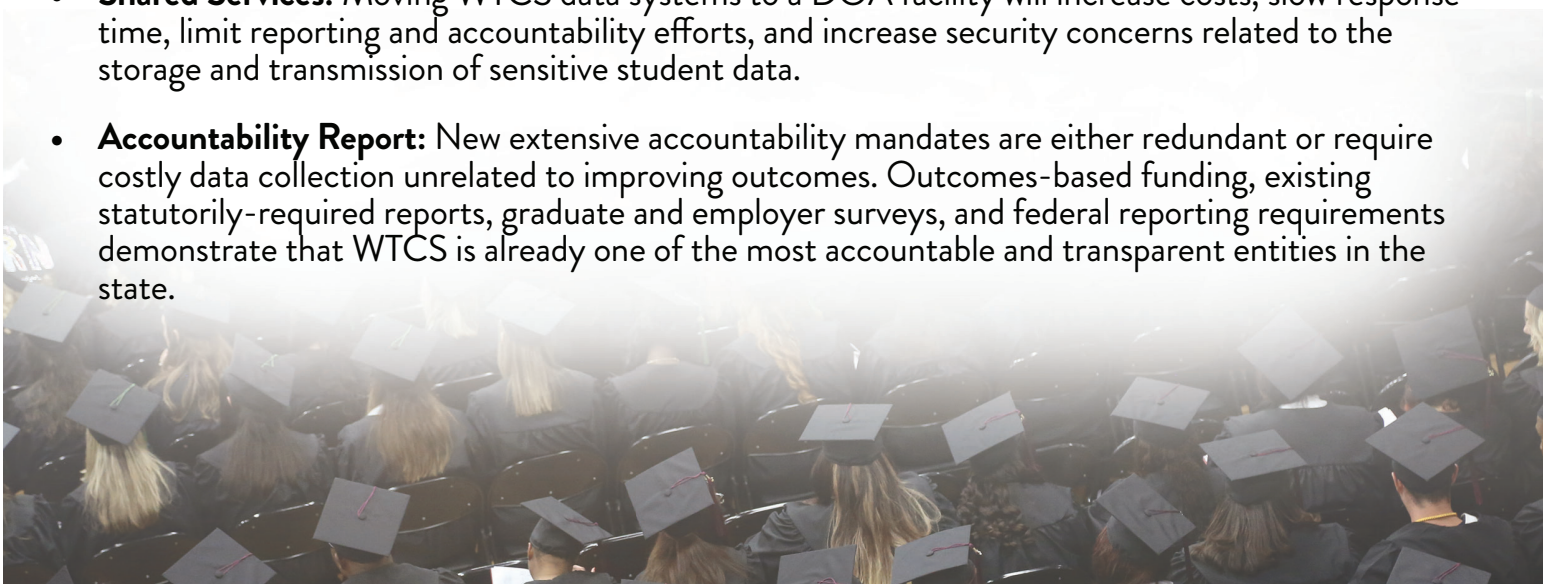 • Shared Services: Moving WTCS data systems to a DOA facility will increase costs, slow response
time, limit reporting and accountability efforts, and increase security concerns related to the
storage and transmission of sensitive student data.
• Accountability Report: New extensive accountability mandates are either redundant or require
costly data collection unrelated to improving outcomes. Outcomes-based funding, existing
statutorily-required reports, graduate and employer surveys, and federal reporting requirements
demonstrate that WTCS is already one of the most accountable and transparent entities in the
state.